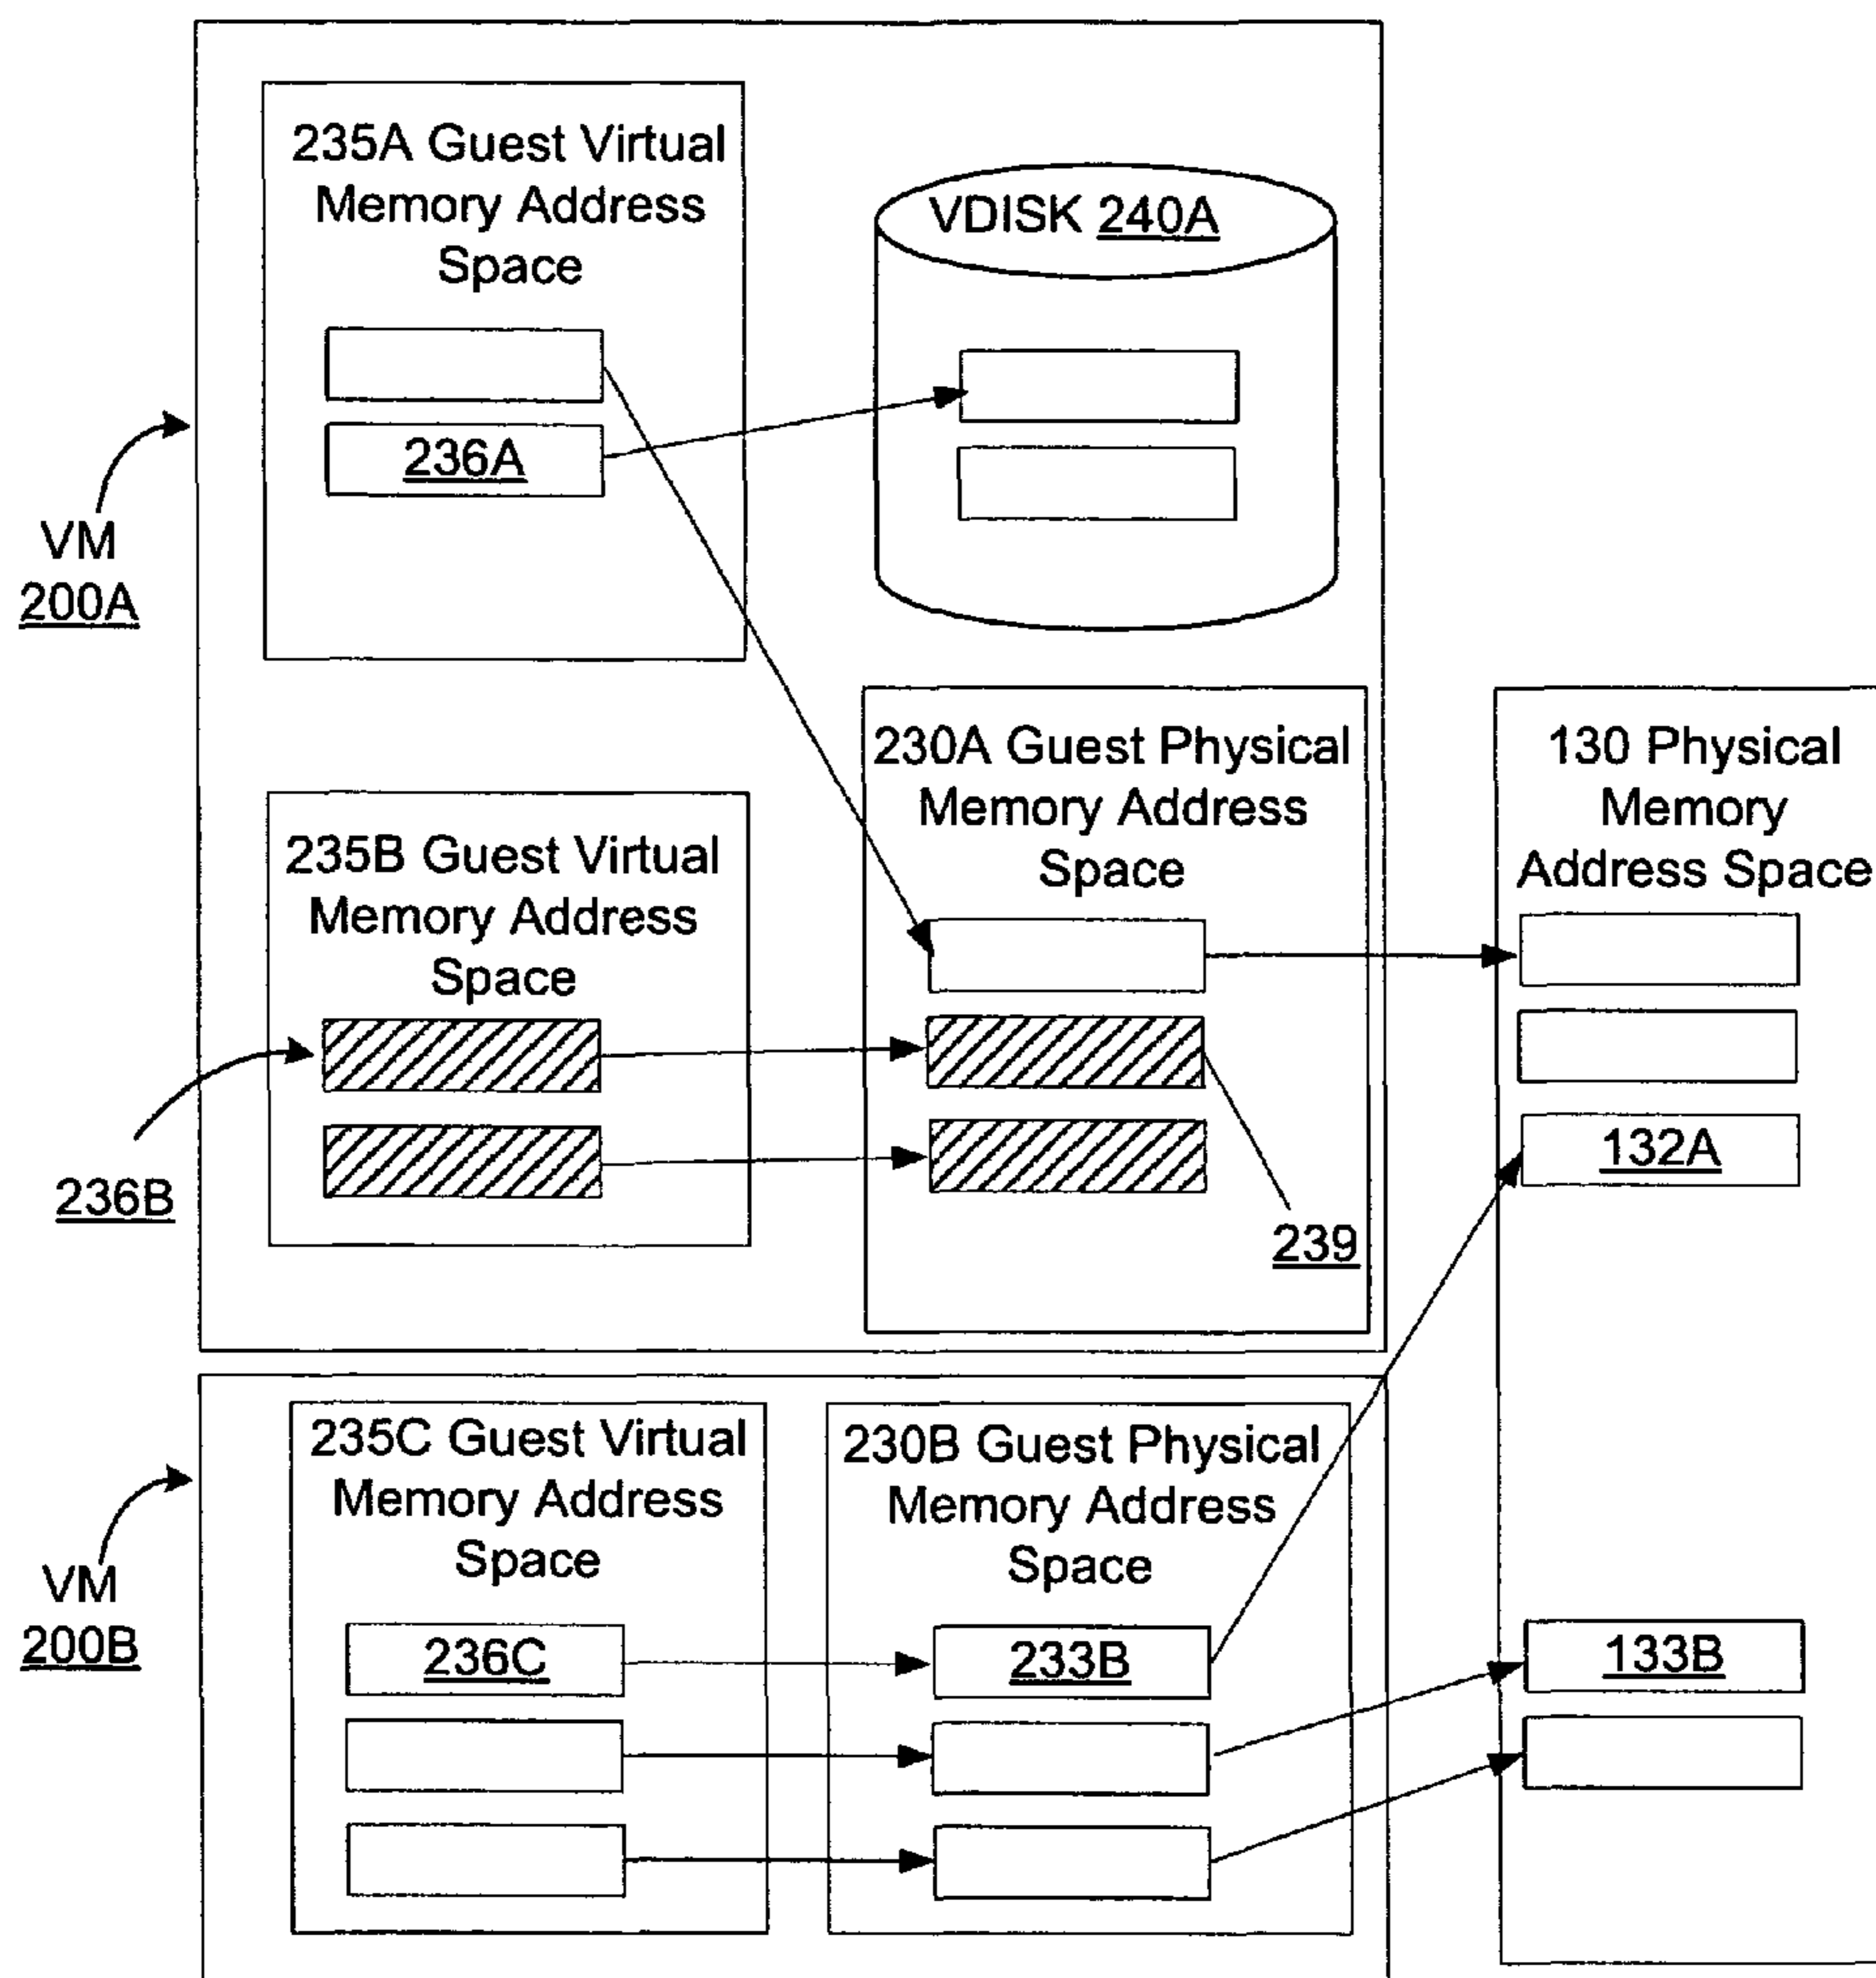 235A Guest Virtual
Memory Address
Space
VDISK 240A
236A
VM
200A
230A Guest Physical
Memory Address
Space
130 Physical
Memory
Address Space
235B Guest Virtual
Memory Address
Space
132A
236B
239
235C Guest Virtual
Memory Address
Space
230B Guest Physical
Memory Address
Space
VM
200B
236C
233B
133B